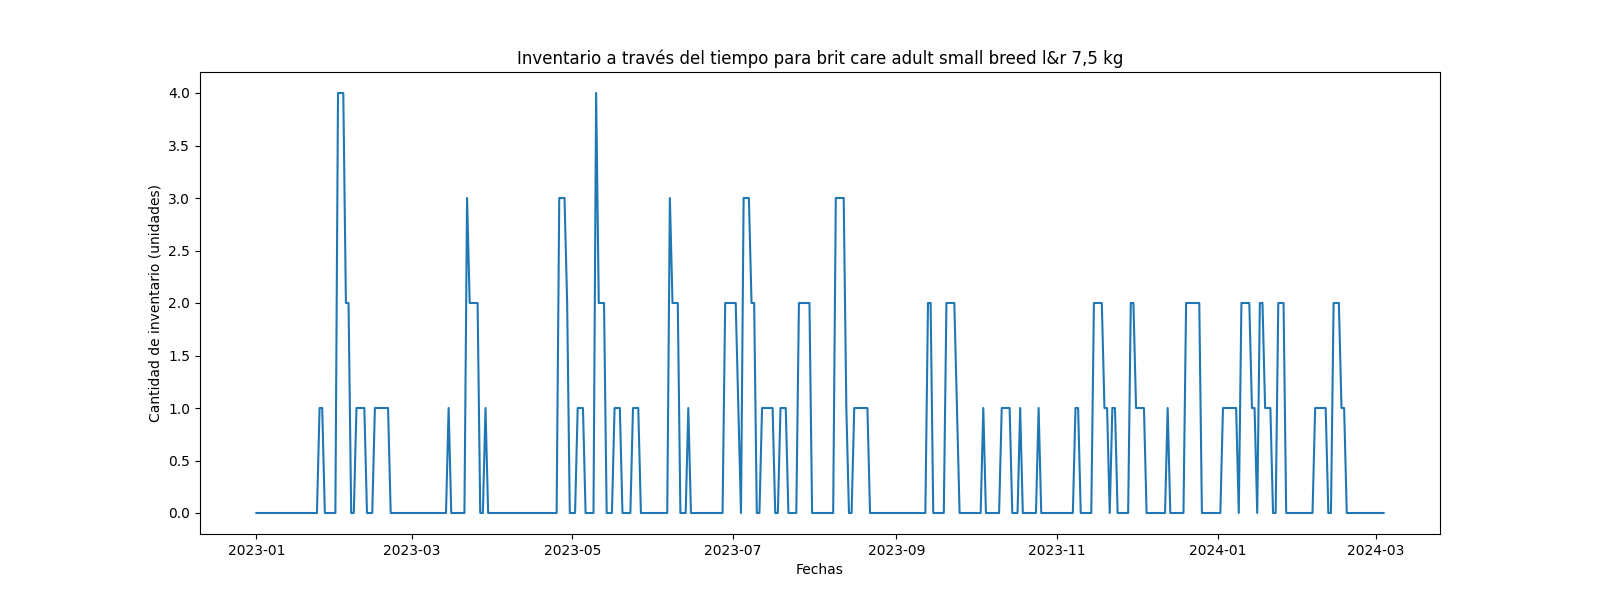 Inventario a través del tiempo para brit care adult small breed l&r 7,5 kg
Cantidad de inventario (unidades)
4.0
3.5
3.0
2.5
2.0
1.5
1.0
0.5
0.0
2023-01 2023-03 2023-05 2023-07 2023-09 2023-11 2024-01 2024-03
Fechas